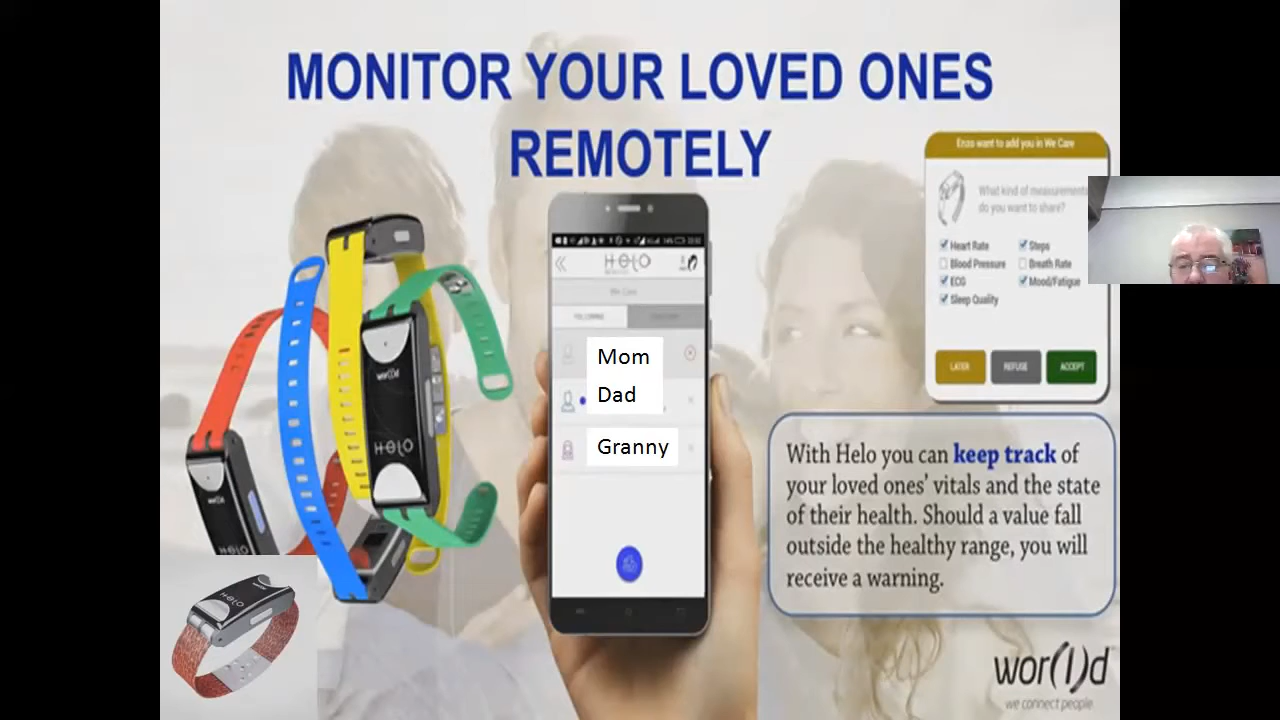 MONITOR YOUR LOVED ONES
REMOTELY
Enzo want to add you in We Care
What kind of measurements
do you want to share?
Heart Rate
Steps
Blood Pressure
Breath Rate
ECG
Mood/Fatigue
Sleep Quality
LATER
REFUSE
ACCEPT
HELO
We Care
Mom
Dad
Granny
wor(l)d
HELO
wor(l)d
HELO
HELO
With Helo you can keep track of
your loved ones' vitals and the state
of their health. Should a value fall
outside the healthy range, you will
receive a warning.
wor(l)d
we connect people